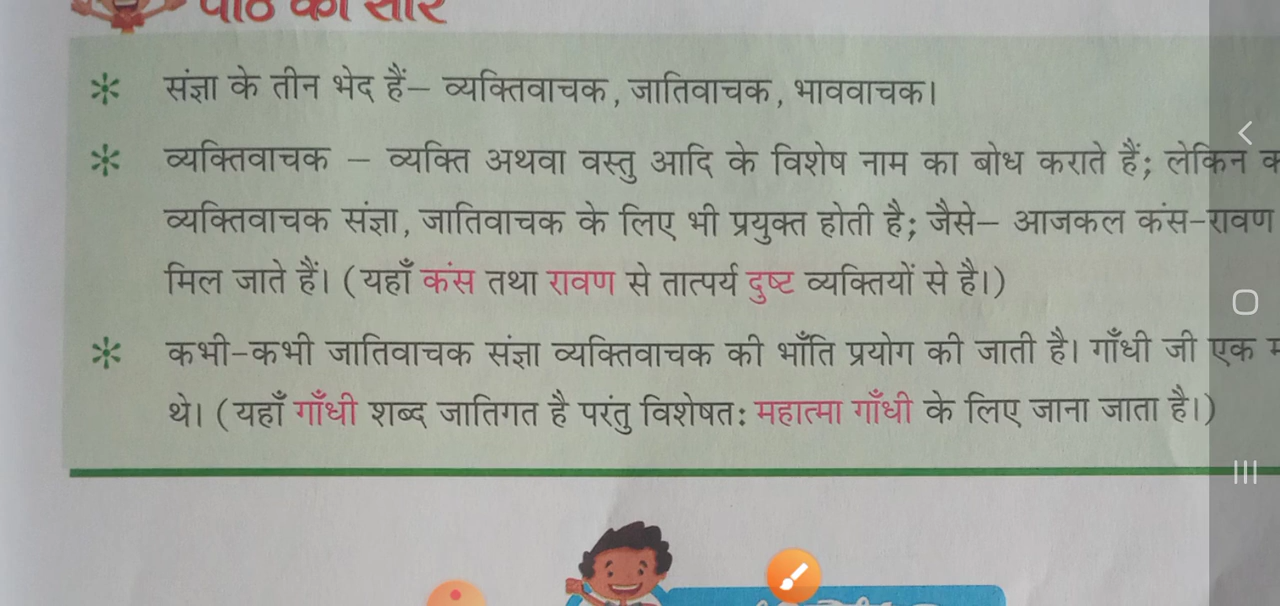 पाठ का सार
* संज्ञा के तीन भेद हैं– व्यक्तिवाचक, जातिवाचक, भाववाचक।
* व्यक्तिवाचक – व्यक्ति अथवा वस्तु आदि के विशेष नाम का बोध कराते हैं; लेकिन
व्यक्तिवाचक संज्ञा, जातिवाचक के लिए भी प्रयुक्त होती है; जैसे– आजकल कंस-रावण
मिल जाते हैं। (यहाँ कंस तथा रावण से तात्पर्य दुष्ट व्यक्तियों से है।)
* कभी-कभी जातिवाचक संज्ञा व्यक्तिवाचक की भाँति प्रयोग की जाती है। गाँधी जी एक
थे। (यहाँ गाँधी शब्द जातिगत है परंतु विशेषत: महात्मा गाँधी के लिए जाना जाता है।)